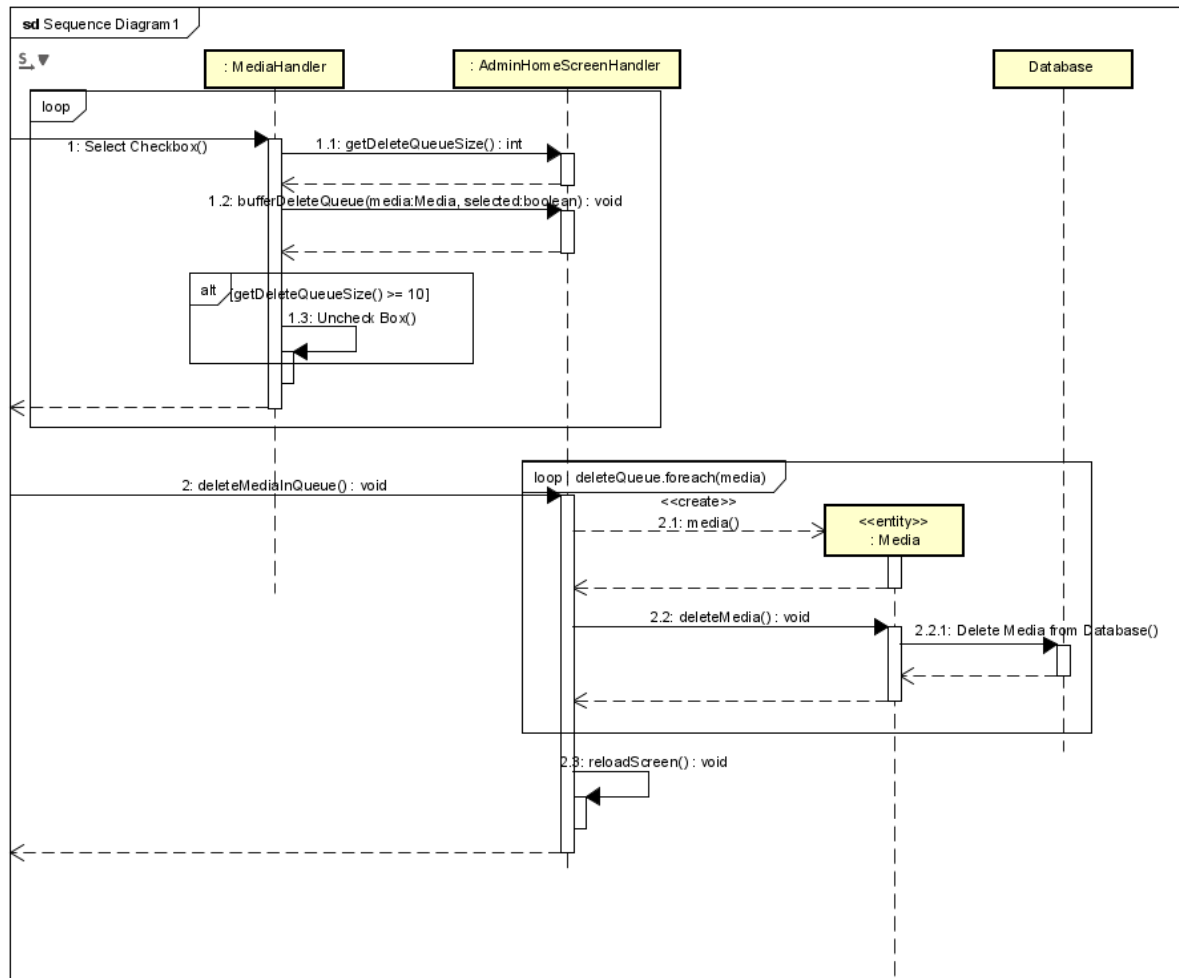 sd Sequence Diagram1
S
: MediaHandler
: AdminHomeScreenHandler
Database
loop
1: Select Checkbox()
1.1: getDeleteQueueSize() : int
1.2: bufferDeleteQueue(media:Media, selected:boolean) : void
alt
[getDeleteQueueSize() >= 10]
1.3: Uncheck Box()
loop deleteQueue.foreach(media)
2: deleteMediaInQueue() : void
<<create>>
2.1: media()
<<entity>>
: Media
2.2: deleteMedia() : void
2.2.1: Delete Media from Database()
2.3: reloadScreen() : void